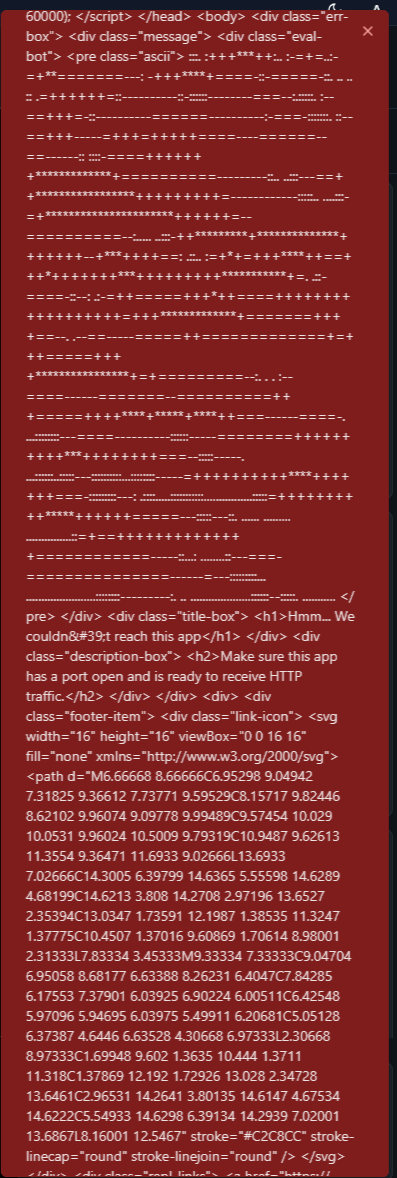 60000); </script> </head> <body> <div class="err-
box"> <div class="message"> <div class="eval-
bot"> <pre class="ascii"> :::. :+++***++:.. :-=+=..:-
=+**=======---: -+++****+====-::-=====-::. .. ..
:: .=++++++=::----------::-::::::-------===--:.:::::. :--
==+++=-::----------======----------:-===-:::::::. ::--
==+++-----=+++=+++++====----======--
==------:: ::::-====++++++
+*************+==========---------::.. ..:::---==+
+*****************+++++++++=------------:::::.. ....:::-
=+**********************++++++=--
==========--:..... ..:::-++*********+**************+
++++++--+***++++==: .::.. :=+*+=+++****++==+
++*+++++++***+++++++++***********+=. .::-
====-::--: .:-=++=====+++*++====++++++++
++++++++++=+++*************+=======+++
+==--. .--==-----=====++=============+=+
++=====+++
+****************+=+=========--:. . . :--
====------=======--==========++
+=====++++****+*****+****++===------====-.
...::::::::---====----------::::::-----========++++++
++++***++++++++===--:::::-----.
...::::::..:::::---::::::::::...::::::::-----=++++++++++****++++
+++===-:::::::::---: .::::.....:::::::::::...................:::::=++++++++
++*****++++++=====---:::::---::. ...... .........
.................::=+==+++++++++++++
+============-----::...: ........::---===-
================------=---::::::::....
........................:::::::::---------:. .. .....................::::::--:::::. ........... </
pre> </div> <div class="title-box"> <h1>Hmm... We
couldn&#39;t reach this app</h1> </div> <div
class="description-box"> <h2>Make sure this app
has a port open and is ready to receive HTTP
traffic.</h2> </div> </div> <div> <div
class="footer-item"> <div class="link-icon"> <svg
width="16" height="16" viewBox="0 0 16 16"
fill="none" xmlns="http://www.w3.org/2000/svg">
<path d="M6.66668 8.66666C6.95298 9.04942
7.31825 9.36612 7.73771 9.59529C8.15717 9.82446
8.62102 9.96074 9.09778 9.99489C9.57454 10.029
10.0531 9.96024 10.5009 9.79319C10.9487 9.62613
11.3554 9.36471 11.6933 9.02666L13.6933
7.02666C14.3005 6.39799 14.6365 5.55598 14.6289
4.68199C14.6213 3.808 14.2708 2.97196 13.6527
2.35394C13.0347 1.73591 12.1987 1.38535 11.3247
1.37775C10.4507 1.37016 9.60869 1.70614 8.98001
2.31333L7.83334 3.45333M9.33334 7.33333C9.04704
6.95058 8.68177 6.63388 8.26231 6.4047C7.84285
6.17553 7.37901 6.03925 6.90224 6.00511C6.42548
5.97096 5.94695 6.03975 5.49911 6.20681C5.05128
6.37387 4.6446 6.63528 4.30668 6.97333L2.30668
8.97333C1.69948 9.602 1.3635 10.444 1.3711
11.318C1.37869 12.192 1.72926 13.028 2.34728
13.6461C2.96531 14.2641 3.80135 14.6147 4.67534
14.6222C5.54933 14.6298 6.39134 14.2939 7.02001
13.6867L8.16001 12.5467" stroke="#C2C8CC" stroke-
linecap="round" stroke-linejoin="round" /> </svg>
</div> <div class="repl-links"> <a href="https://